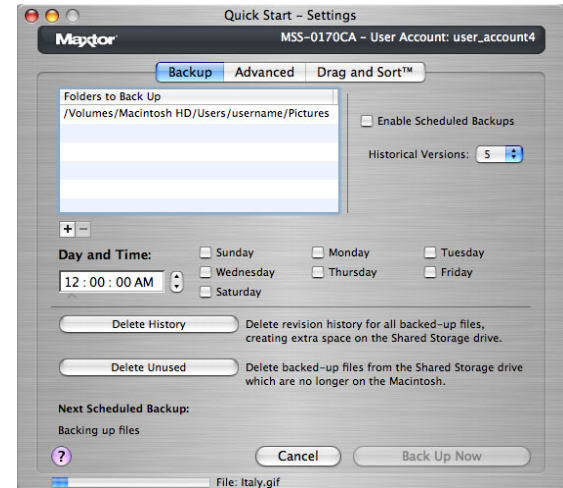 Quick Start – Settings
Maxtor
MSS-0170CA – User Account: user_account4
Backup
Advanced
Drag and Sort™
Folders to Back Up
/Volumes/Macintosh HD/Users/username/Pictures
Enable Scheduled Backups
Historical Versions: 5
+ −
Day and Time:
12 : 00 : 00 AM
Sunday
Monday
Tuesday
Wednesday
Thursday
Friday
Saturday
Delete History
Delete revision history for all backed-up files,
creating extra space on the Shared Storage drive.
Delete Unused
Delete backed-up files from the Shared Storage drive
which are no longer on the Macintosh.
Next Scheduled Backup:
Backing up files
?
Cancel
Back Up Now
File: Italy.gif